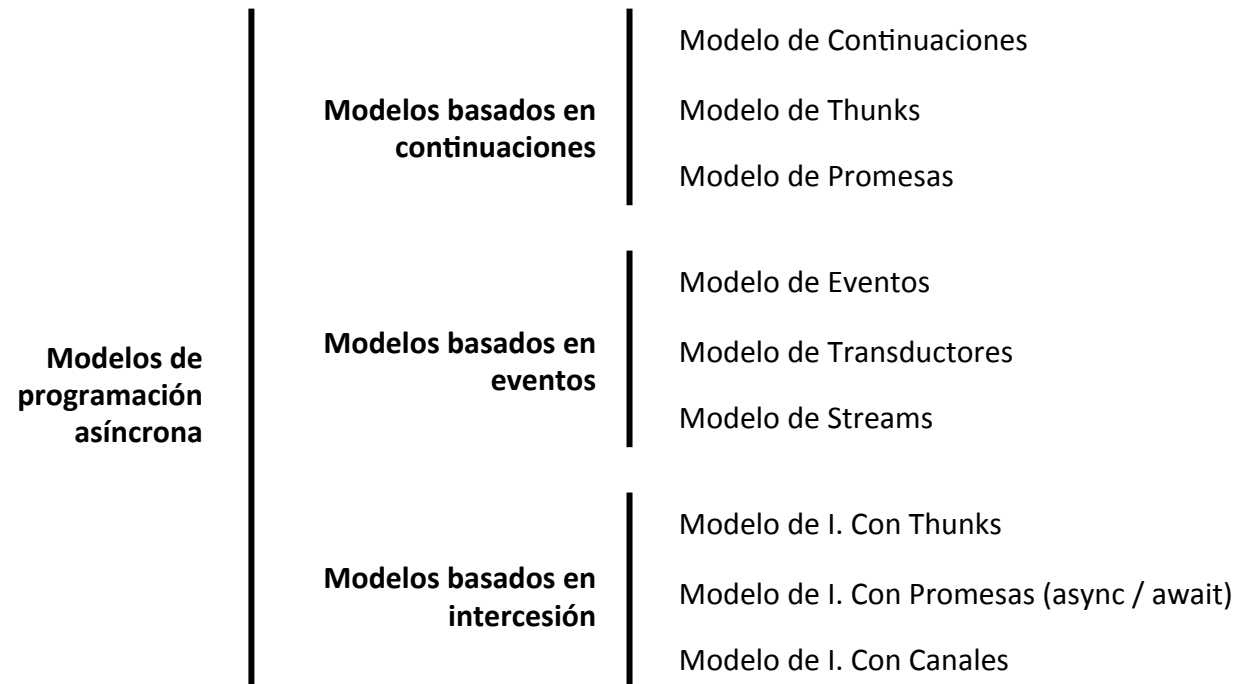 Modelos de
programación
asíncrona
Modelos basados en
continuaciones
Modelo de Continuaciones
Modelo de Thunks
Modelo de Promesas
Modelos basados en
eventos
Modelo de Eventos
Modelo de Transductores
Modelo de Streams
Modelos basados en
intercesión
Modelo de I. Con Thunks
Modelo de I. Con Promesas (async / await)
Modelo de I. Con Canales